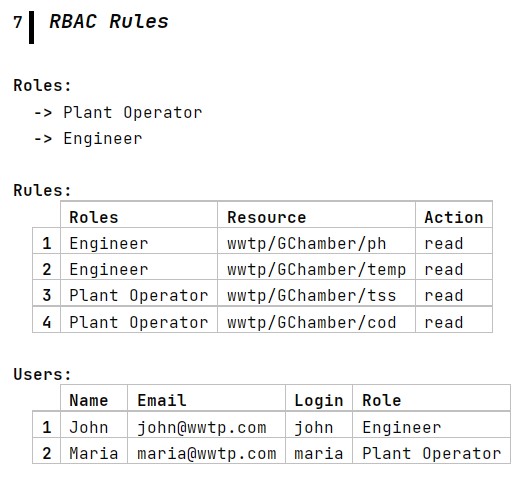 7 RBAC Rules
Roles:
-> Plant Operator
-> Engineer
Rules:
Roles Resource Action
1 Engineer wwtp/GChamber/ph read
2 Engineer wwtp/GChamber/temp read
3 Plant Operator wwtp/GChamber/tss read
4 Plant Operator wwtp/GChamber/cod read
Users:
Name Email Login Role
1 John john@wwtp.com john Engineer
2 Maria maria@wwtp.com maria Plant Operator